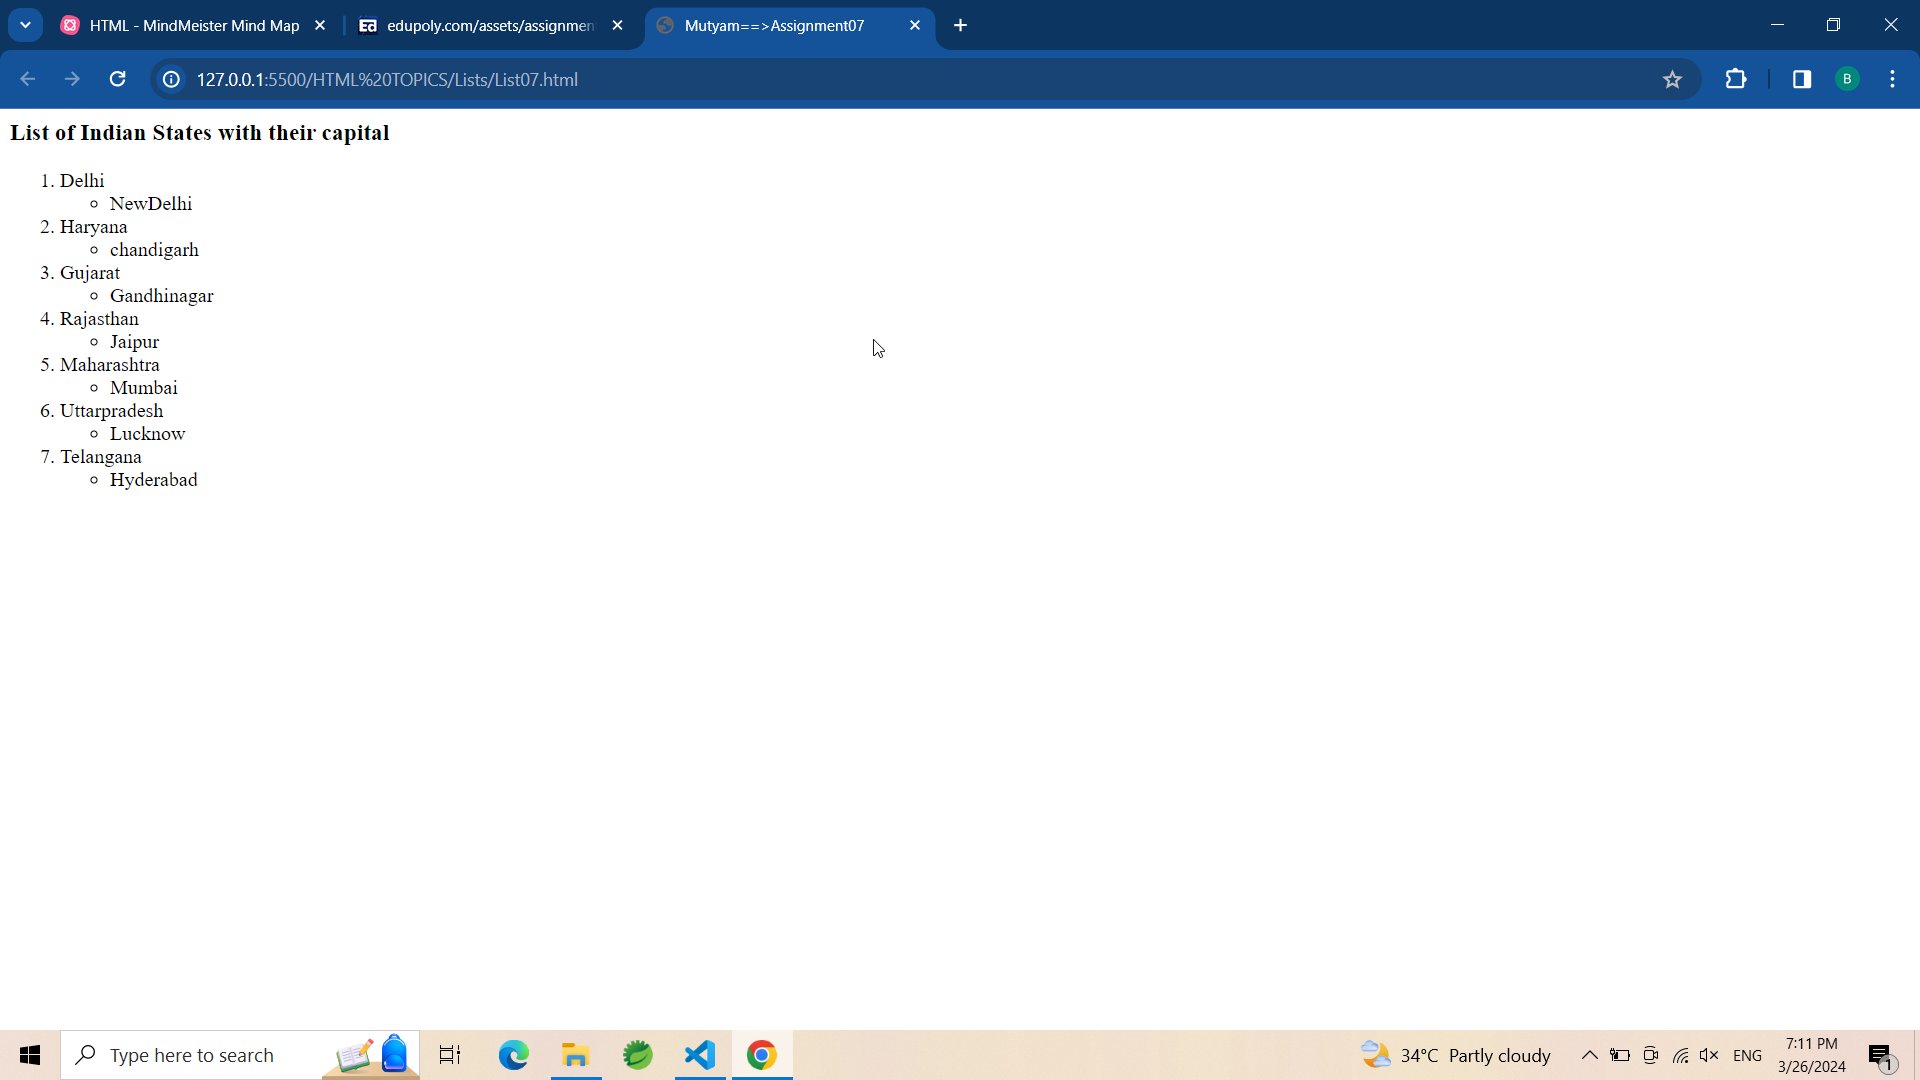 HTML - MindMeister Mind Map
edupoly.com/assets/assignmen
Mutyam==>Assignment07
127.0.0.1:5500/HTML%20TOPICS/Lists/List07.html
B
List of Indian States with their capital
1. Delhi
NewDelhi
2. Haryana
chandigarh
3. Gujarat
Gandhinagar
4. Rajasthan
Jaipur
5. Maharashtra
Mumbai
6. Uttarpradesh
Lucknow
7. Telangana
Hyderabad
Type here to search
34°C Partly cloudy
ENG
7:11 PM
3/26/2024
1